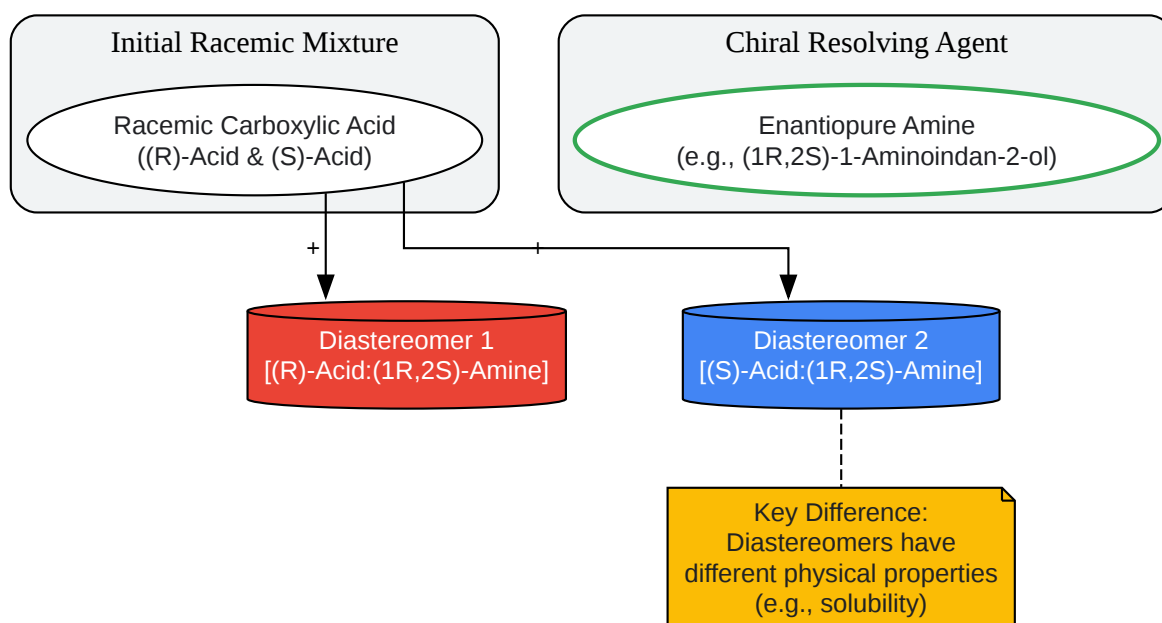 Initial Racemic Mixture
Racemic Carboxylic Acid
((R)-Acid & (S)-Acid)
Chiral Resolving Agent
Enantiopure Amine
(e.g., (1R,2S)-1-Aminoindan-2-ol)
+
+
Diastereomer 1
[(R)-Acid:(1R,2S)-Amine]
Diastereomer 2
[(S)-Acid:(1R,2S)-Amine]
Key Difference:
Diastereomers have
different physical properties
(e.g., solubility)